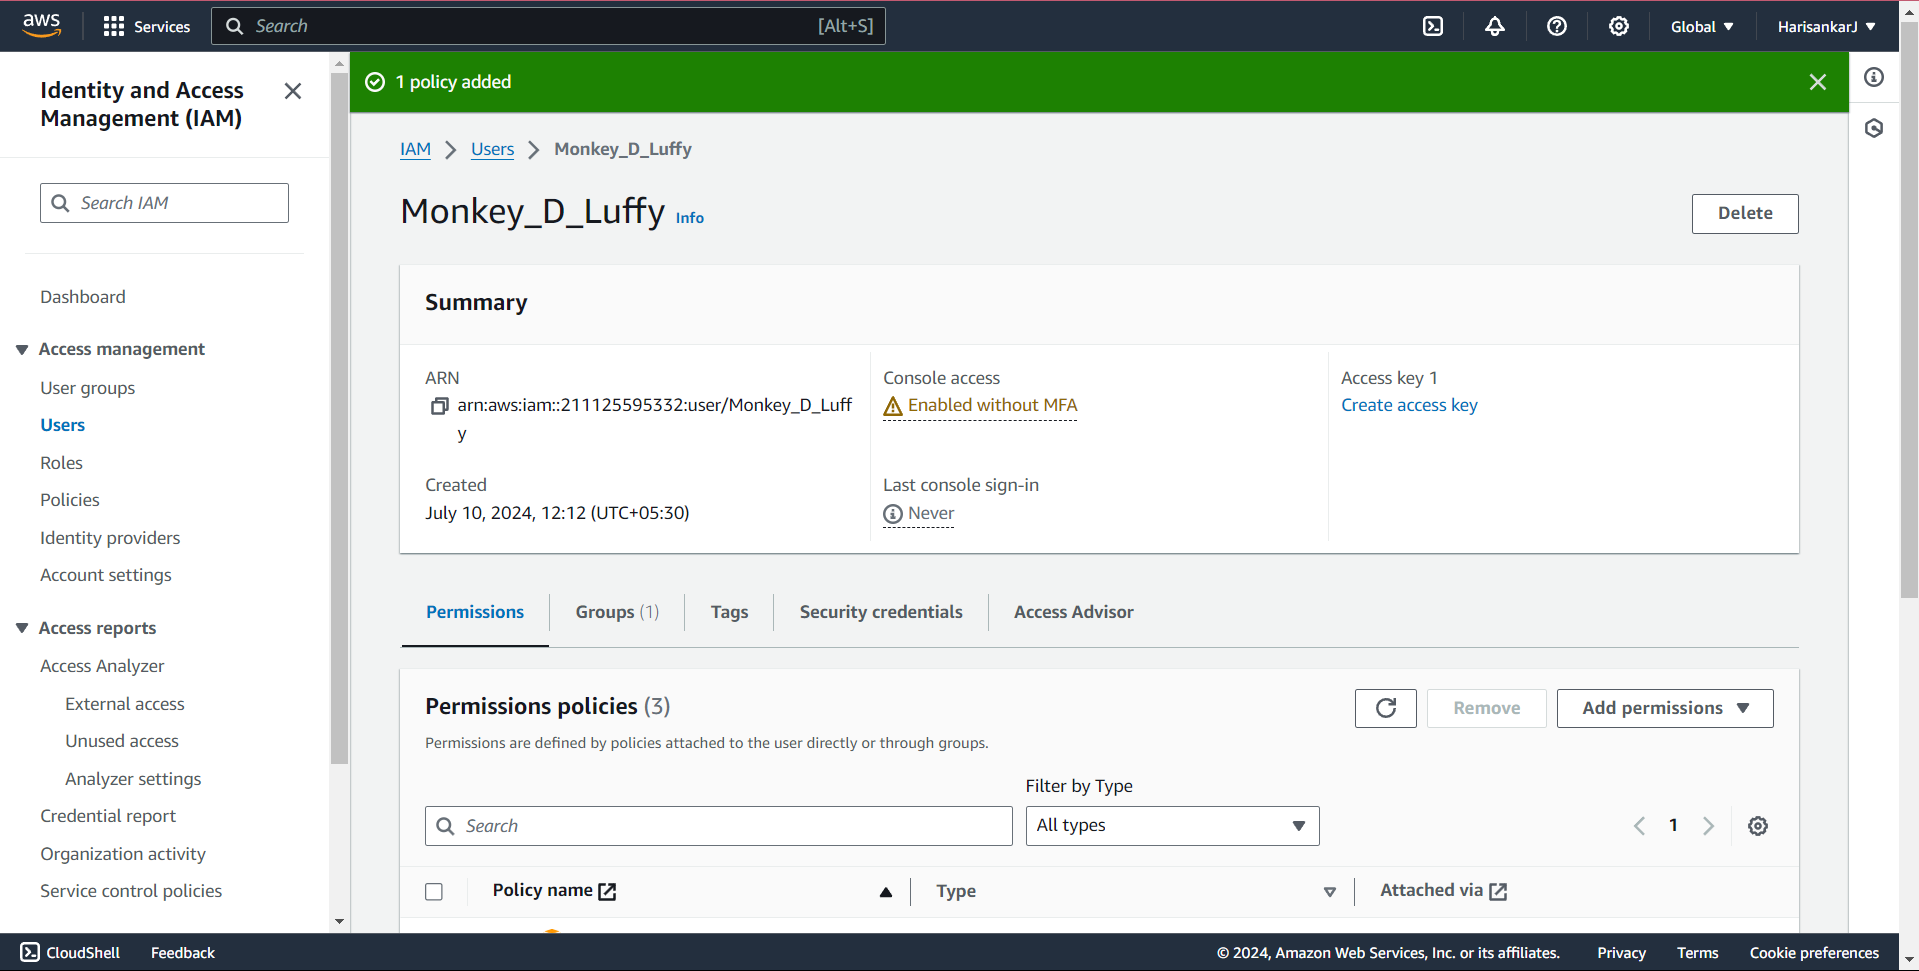 aws
Services
Search
[Alt+S]
Global
HarisankarJ
Identity and Access
Management (IAM)
Search IAM
Dashboard
Access management
User groups
Users
Roles
Policies
Identity providers
Account settings
Access reports
Access Analyzer
External access
Unused access
Analyzer settings
Credential report
Organization activity
Service control policies
1 policy added
IAM
Users
Monkey_D_Luffy
Monkey_D_Luffy Info
Delete
Summary
ARN
arn:aws:iam::211125595332:user/Monkey_D_Luff
y
Console access
Enabled without MFA
Access key 1
Create access key
Created
July 10, 2024, 12:12 (UTC+05:30)
Last console sign-in
Never
Permissions
Groups (1)
Tags
Security credentials
Access Advisor
Permissions policies (3)
Permissions are defined by policies attached to the user directly or through groups.
Remove
Add permissions
Filter by Type
Search
All types
1
Policy name
Type
Attached via
CloudShell
Feedback
© 2024, Amazon Web Services, Inc. or its affiliates.
Privacy
Terms
Cookie preferences